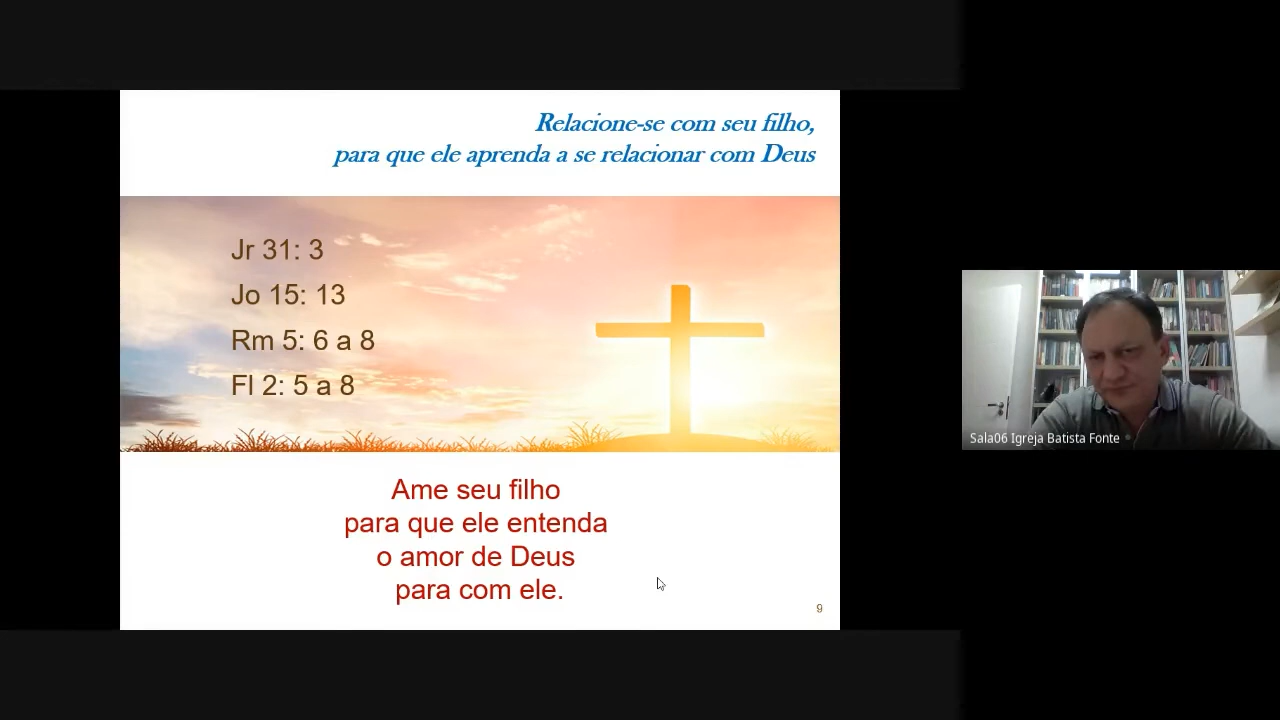 Relacione-se com seu filho,
para que ele aprenda a se relacionar com Deus
Jr 31: 3
Jo 15: 13
Rm 5: 6 a 8
Fl 2: 5 a 8
Ame seu filho
para que ele entenda
o amor de Deus
para com ele.
9
Sala06 Igreja Batista Fonte